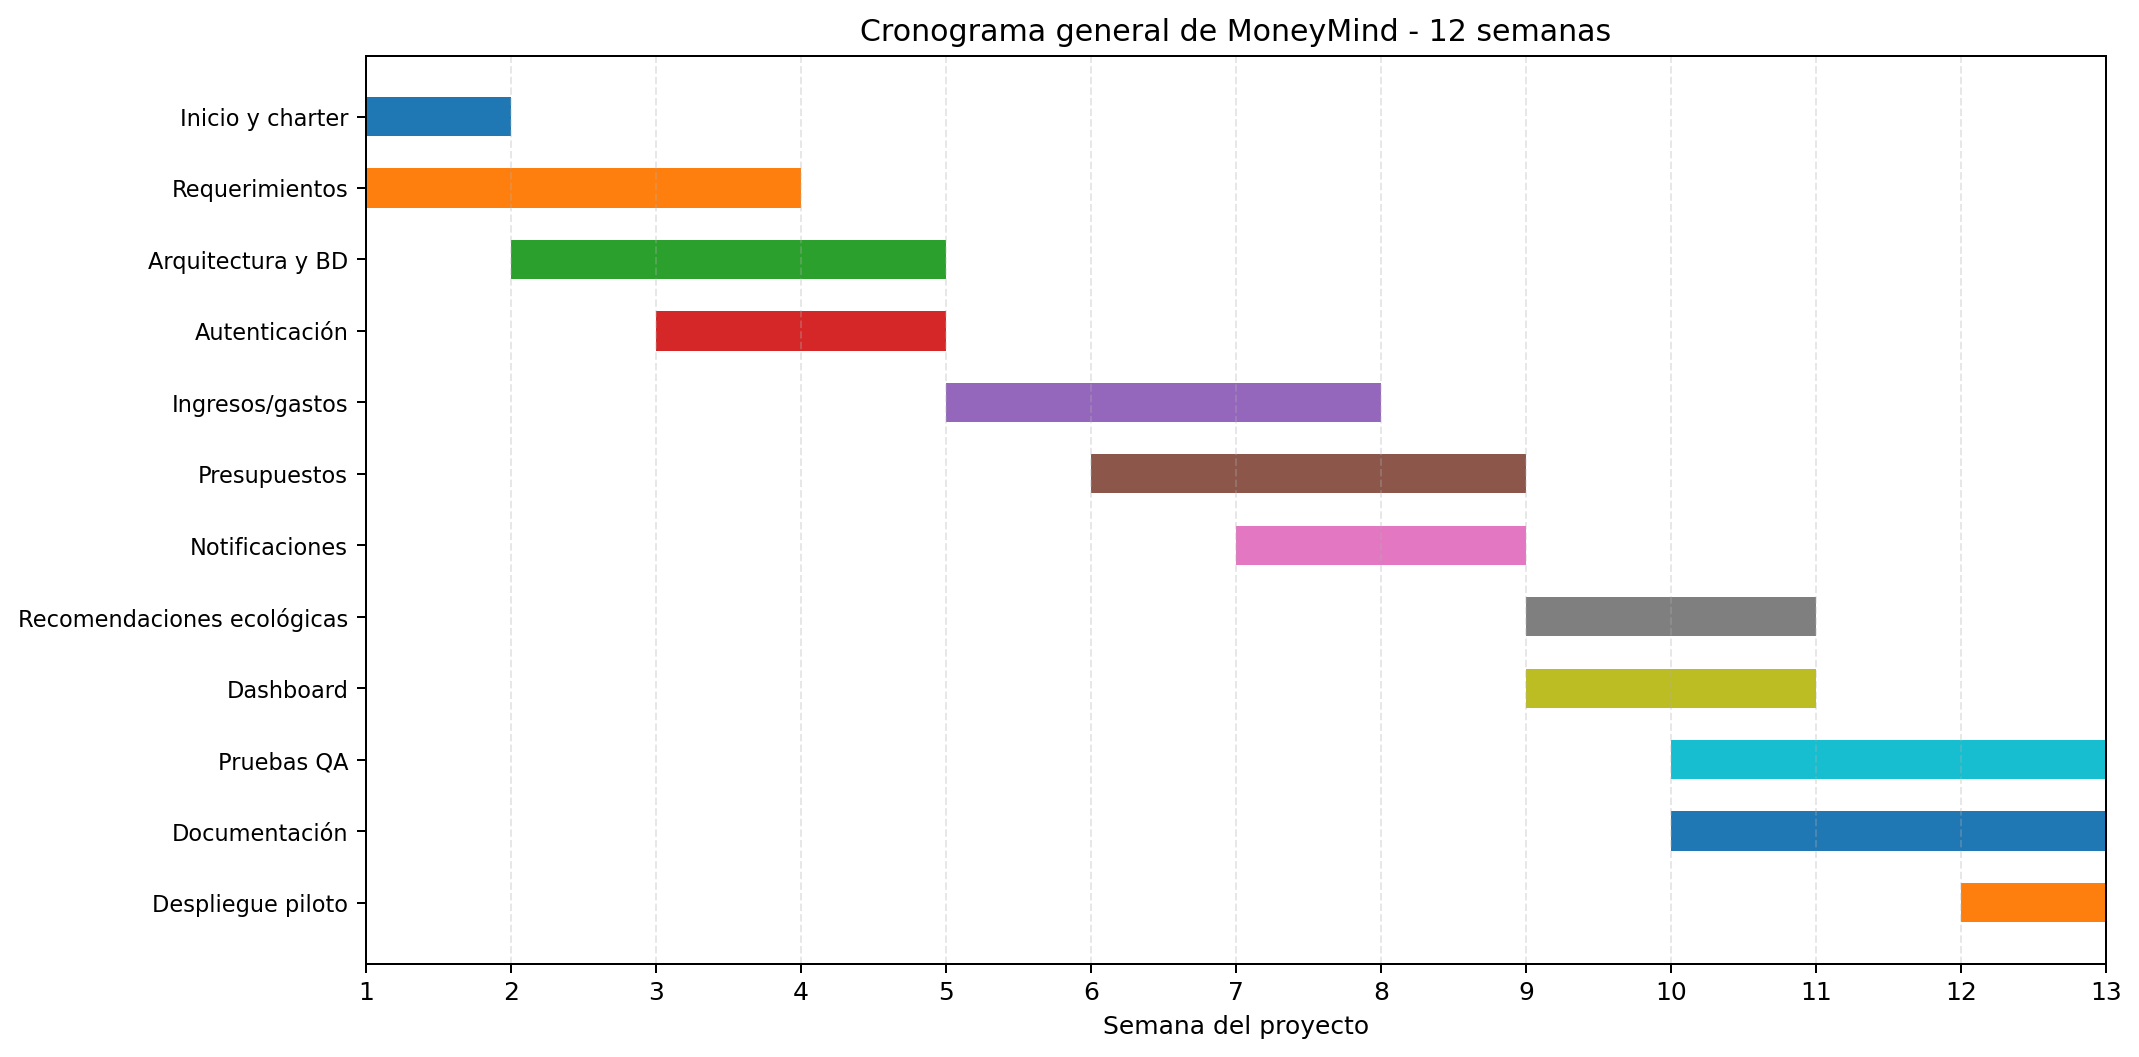 Cronograma general de MoneyMind - 12 semanas
Inicio y charter
Requerimientos
Arquitectura y BD
Autenticación
Ingresos/gastos
Presupuestos
Notificaciones
Recomendaciones ecológicas
Dashboard
Pruebas QA
Documentación
Despliegue piloto
1 2 3 4 5 6 7 8 9 10 11 12 13
Semana del proyecto